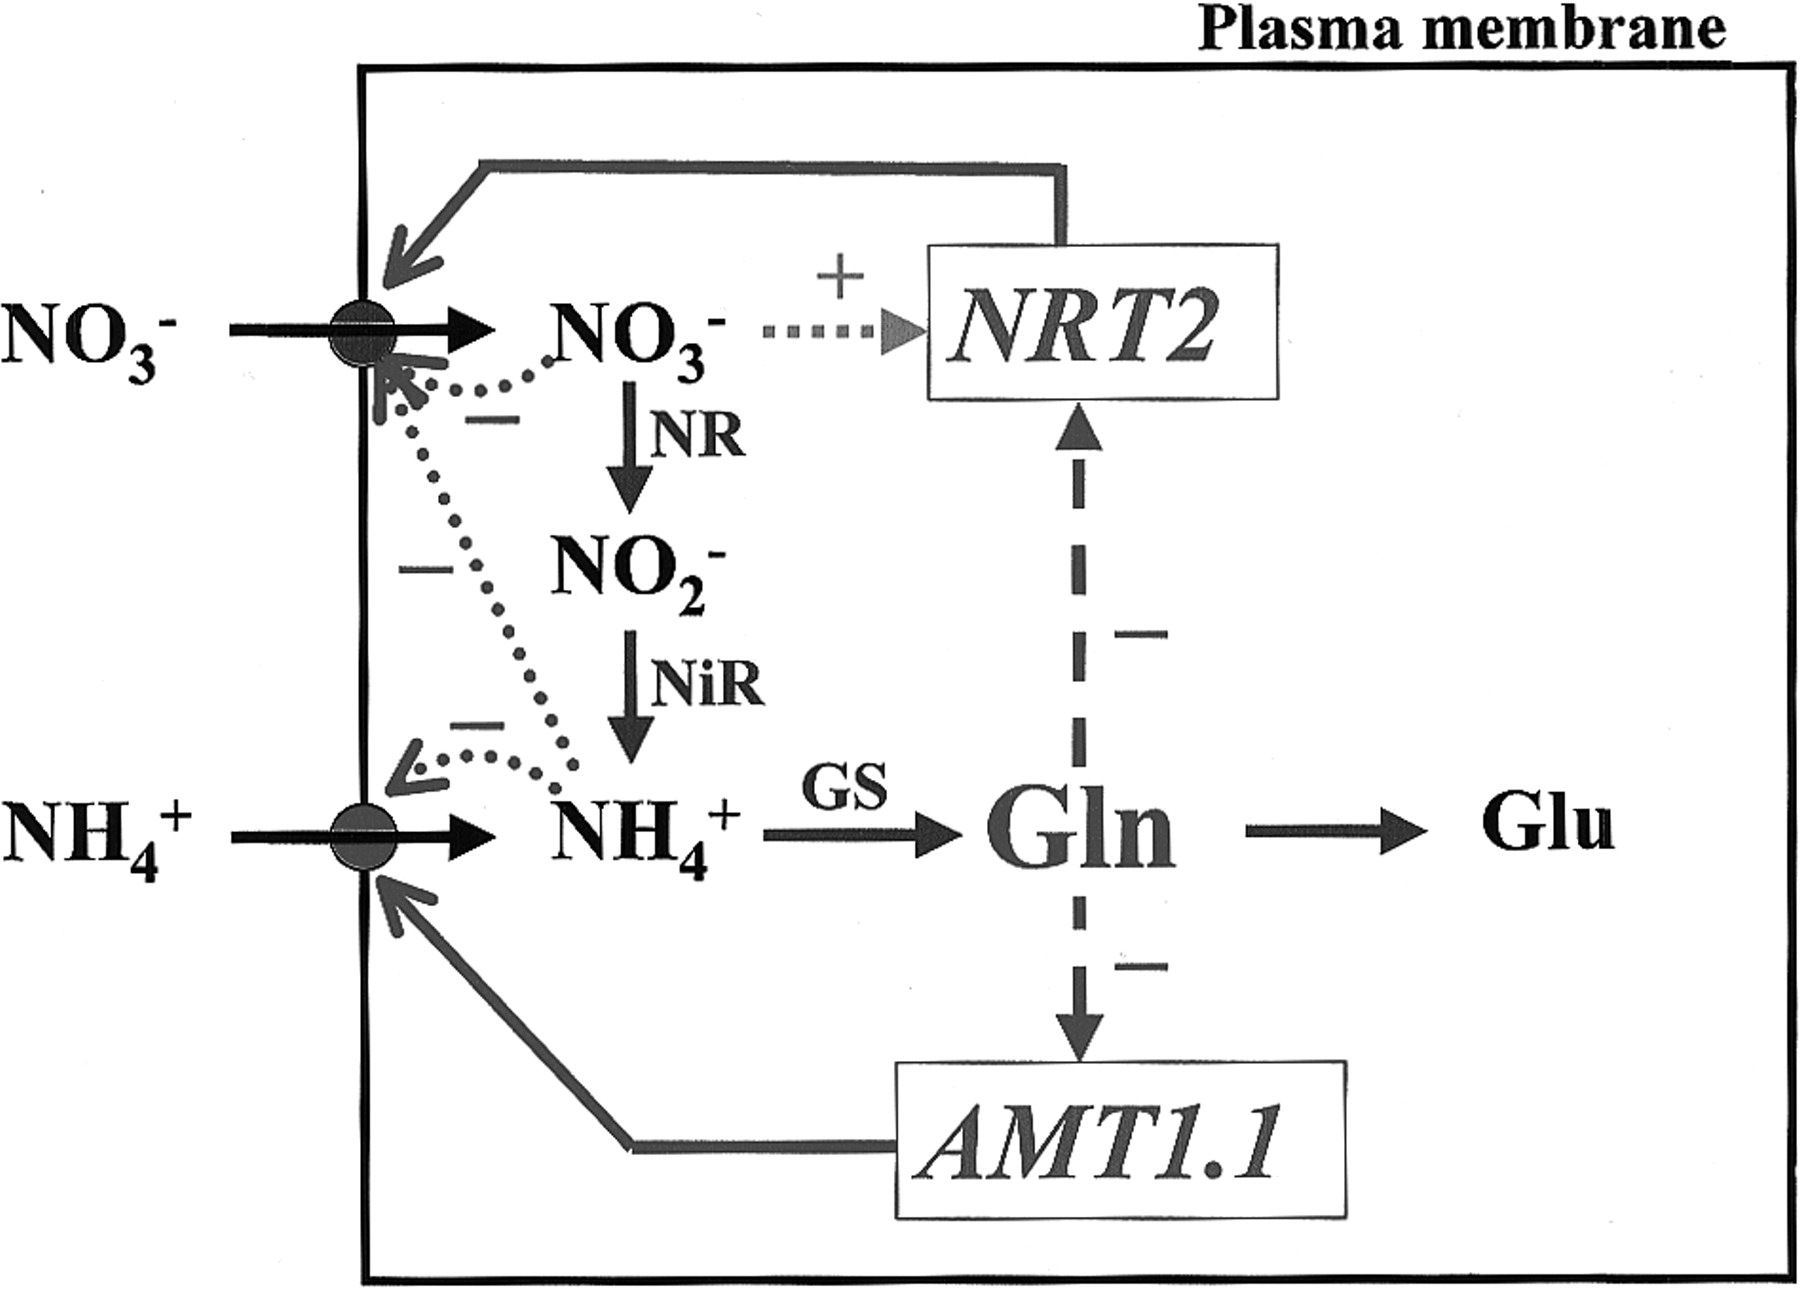 Plasma membrane
+
NO₃⁻ NO₃⁻ NRT2
−
NR
NO₂⁻
−
−
NiR
−
GS
NH₄⁺ NH₄⁺ Gln Glu
−
AMT1.1